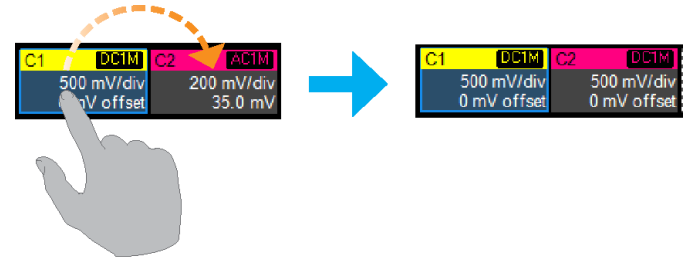 C1 DC1M C2 AC1M
500 mV/div 200 mV/div
mV offset 35.0 mV
C1 DC1M C2 DC1M
500 mV/div 500 mV/div
0 mV offset 0 mV offset